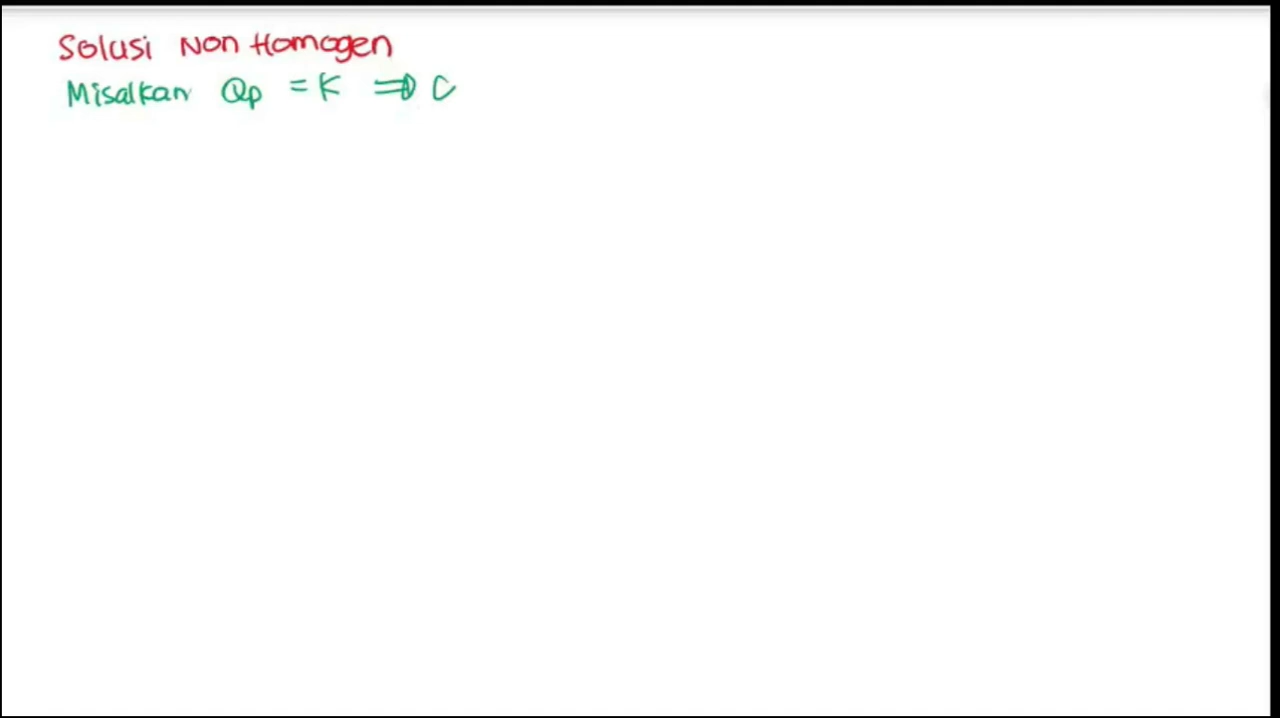 Solusi Non Homogen
Misalkan Qp = K ⇒ C